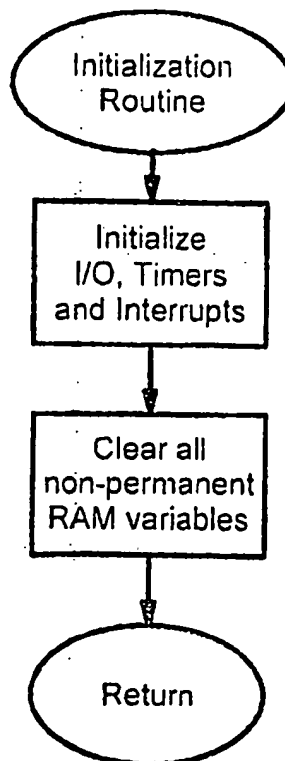 Initialization
Routine
Initialize
I/O, Timers
and Interrupts
Clear all
non-permanent
RAM variables
Return